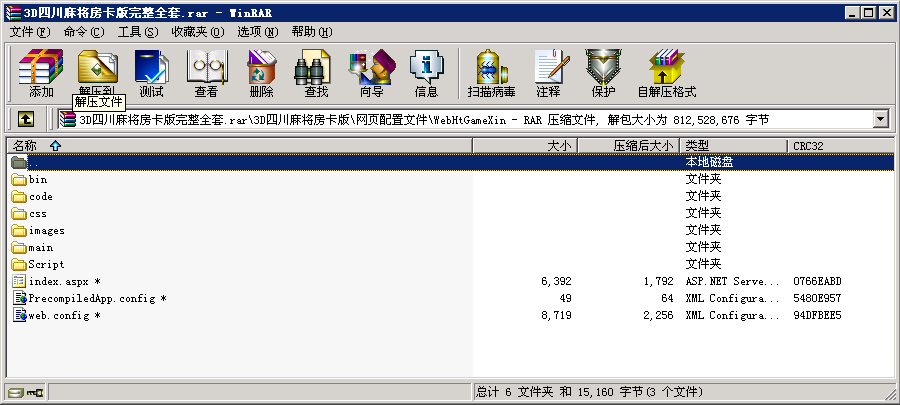 3D四川麻将房卡版完整全套.rar - WinRAR
文件(F) 命令(C) 工具(S) 收藏夹(O) 选项(N) 帮助(H)
添加 解压到 测试 查看 删除 查找 向导 信息 扫描病毒 注释 保护 自解压格式
解压文件
3D四川麻将房卡版完整全套.rar\3D四川麻将房卡版\网页配置文件\WebHtGameXin - RAR 压缩文件, 解包大小为 812,528,676 字节
名称 大小 压缩后大小 类型 CRC32
.. 本地磁盘
bin 文件夹
code 文件夹
css 文件夹
images 文件夹
main 文件夹
Script 文件夹
index.aspx * 6,392 1,792 ASP.NET Serve... 0766EABD
PrecompiledApp.config * 49 64 XML Configura... 5480E957
web.config * 8,719 2,256 XML Configura... 94DFBEE5
总计 6 文件夹 和 15,160 字节(3 个文件)